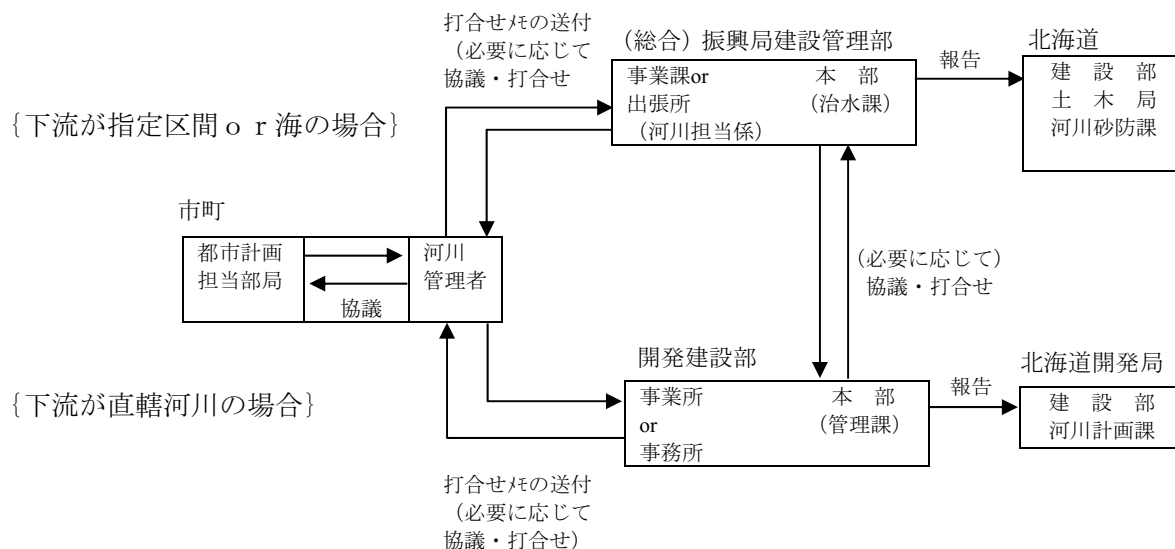 打合せﾒﾓの送付
（必要に応じて
協議・打合せ
（総合）振興局建設管理部
北海道
事業課or　本　部
出張所　（治水課）
（河川担当係）
報告
建　設　部
土　木　局
河川砂防課
｛下流が指定区間ｏｒ海の場合｝
市町
都市計画
担当部局
協議
河川
管理者
（必要に応じて）
協議・打合せ
｛下流が直轄河川の場合｝
開発建設部
事業所　本　部
or　（管理課）
事務所
報告
北海道開発局
建　設　部
河川計画課
打合せﾒﾓの送付
（必要に応じて
協議・打合せ）